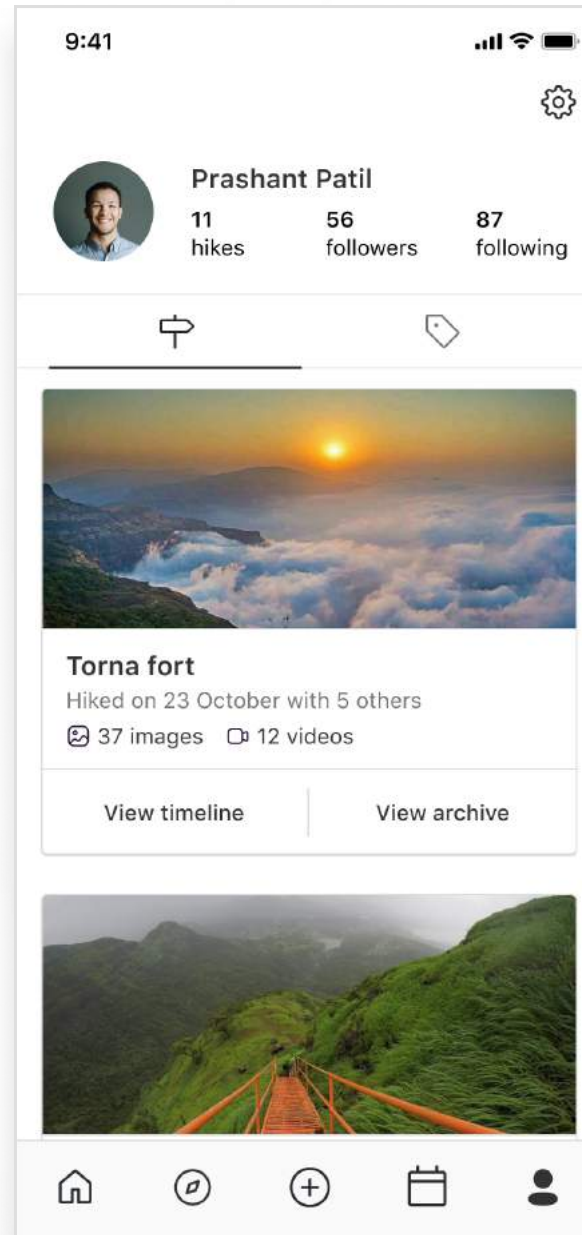 9:41
Prashant Patil
11 56 87
hikes followers following
Torna fort
Hiked on 23 October with 5 others
37 images 12 videos
View timeline View archive